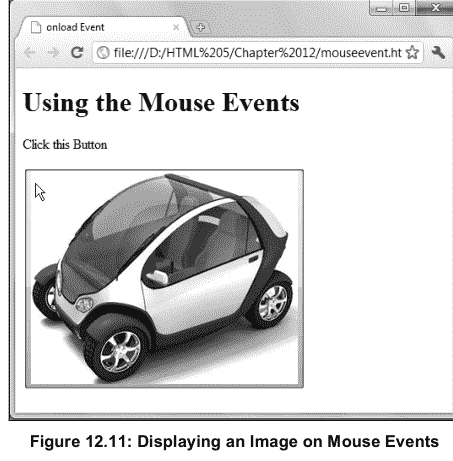 onload Event
file:///D:/HTML%205/Chapter%2012/mouseevent.ht
Using the Mouse Events
Click this Button
Figure 12.11: Displaying an Image on Mouse Events